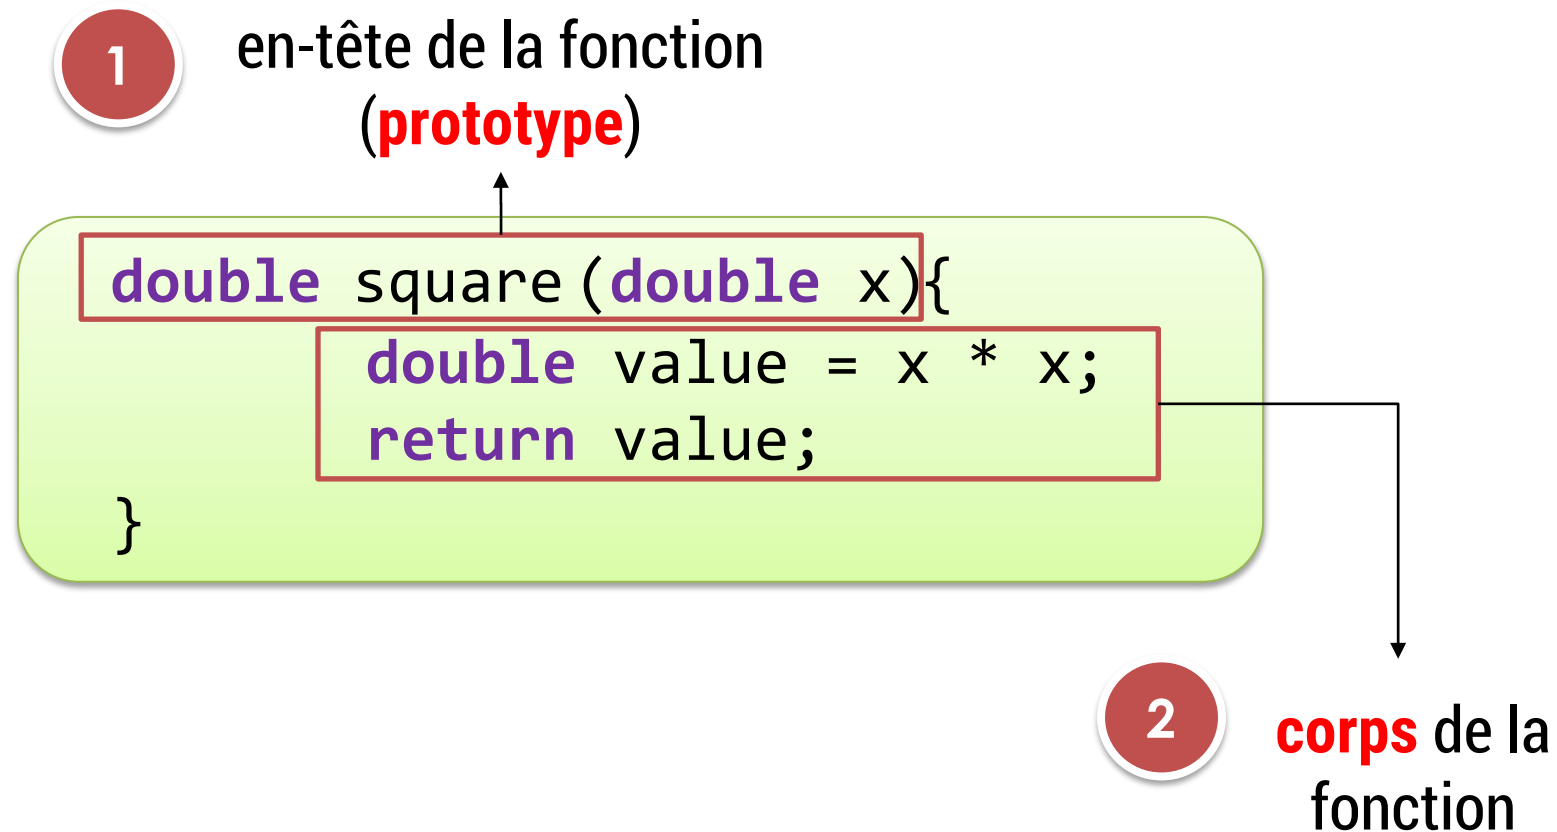 1
en-tête de la fonction
(prototype)
double square(double x){
double value = x * x;
return value;
}
2
corps de la
fonction